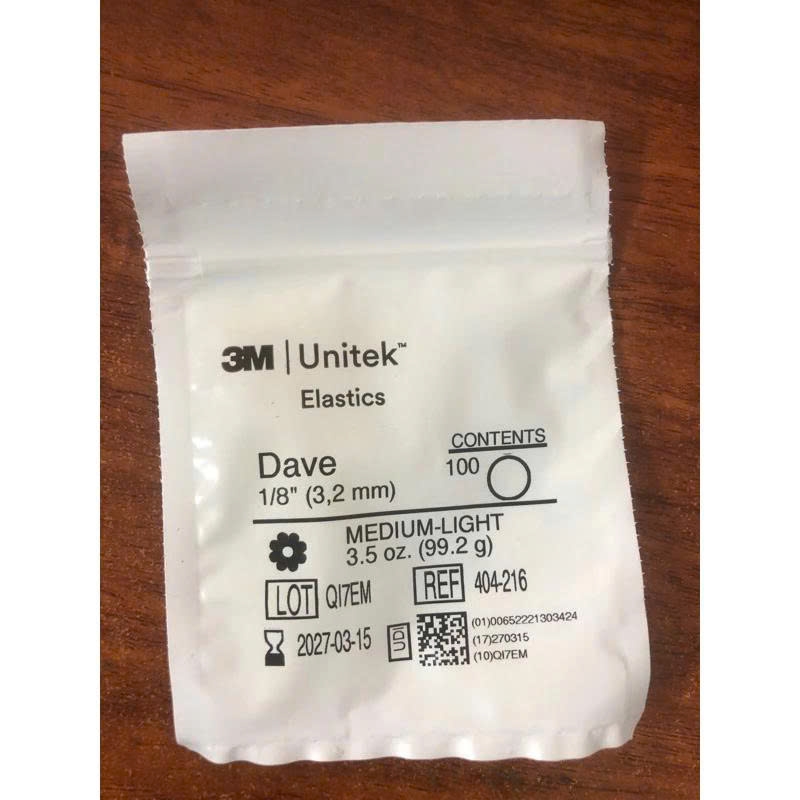 3M | Unitek™
Elastics
Dave
1/8" (3,2 mm)
CONTENTS
100
MEDIUM-LIGHT
3.5 oz. (99.2 g)
LOT QI7EM
REF 404-216
2027-03-15
UDI
(01)00652221303424
(17)270315
(10)QI7EM